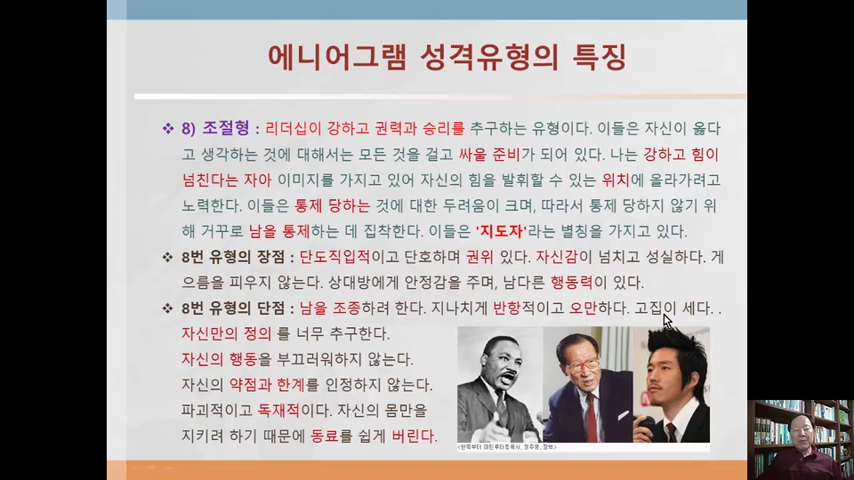 에니어그램 성격유형의 특징
❖ 8) 조절형 : 리더십이 강하고 권력과 승리를 추구하는 유형이다. 이들은 자신이 옳다
고 생각하는 것에 대해서는 모든 것을 걸고 싸울 준비가 되어 있다. 나는 강하고 힘이
넘친다는 자아 이미지를 가지고 있어 자신의 힘을 발휘할 수 있는 위치에 올라가려고
노력한다. 이들은 통제 당하는 것에 대한 두려움이 크며, 따라서 통제 당하지 않기 위
해 거꾸로 남을 통제하는 데 집착한다. 이들은 '지도자'라는 별칭을 가지고 있다.
❖ 8번 유형의 장점 : 단도직입적이고 단호하며 권위 있다. 자신감이 넘치고 성실하다. 게
으름을 피우지 않는다. 상대방에게 안정감을 주며, 남다른 행동력이 있다.
❖ 8번 유형의 단점 : 남을 조종하려 한다. 지나치게 반항적이고 오만하다. 고집이 세다. .
자신만의 정의 를 너무 추구한다.
자신의 행동을 부끄러워하지 않는다.
자신의 약점과 한계를 인정하지 않는다.
파괴적이고 독재적이다. 자신의 몸만을
지키려 하기 때문에 동료를 쉽게 버린다.
<왼쪽부터 마틴루터킹목사, 정주영, 장혁>